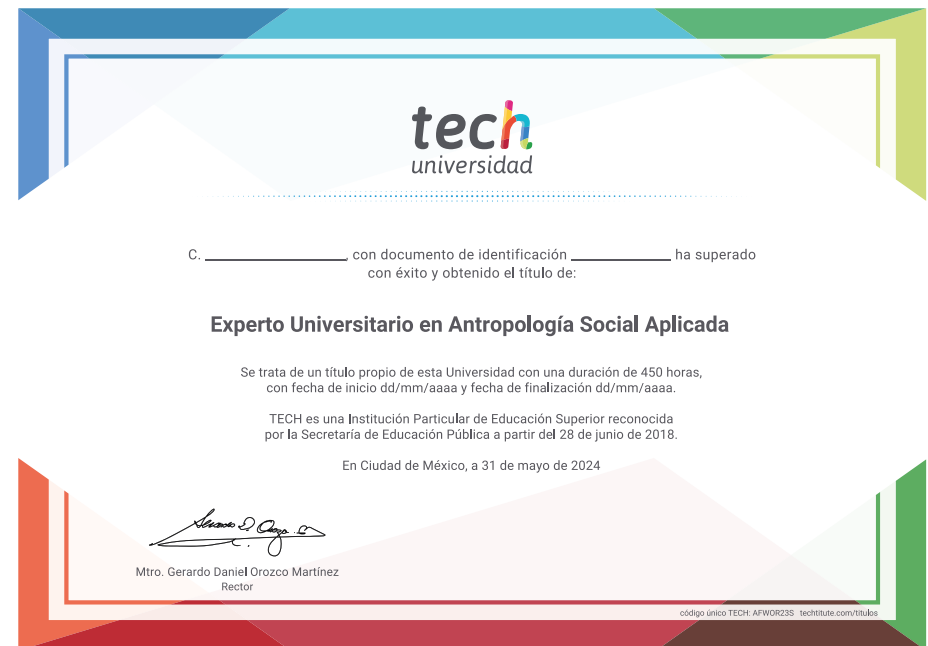 tech
universidad
C. ____________________, con documento de identificación ______________ ha superado
con éxito y obtenido el título de:
Experto Universitario en Antropología Social Aplicada
Se trata de un título propio de esta Universidad con una duración de 450 horas,
con fecha de inicio dd/mm/aaaa y fecha de finalización dd/mm/aaaa.
TECH es una Institución Particular de Educación Superior reconocida
por la Secretaría de Educación Pública a partir del 28 de junio de 2018.
En Ciudad de México, a 31 de mayo de 2024
Mtro. Gerardo Daniel Orozco Martínez
Rector
código único TECH: AFWOR23S techtitute.com/titulos